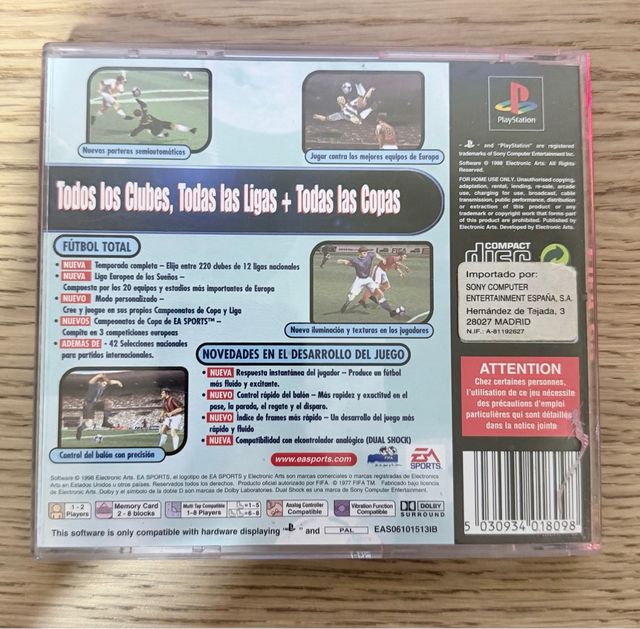 Nuevos porteros semiautomáticos
Jugar contra los mejores equipos de Europa
Todos los Clubes, Todas las Ligas + Todas las Copas
FÚTBOL TOTAL
• NUEVA Temporada completa – Elija entre 220 clubes de 12 ligas nacionales
• NUEVA Liga Europea de los Sueños –
Compuesta por los 20 equipos y estadios más importantes de Europa
• NUEVO Modo personalizado –
Cree y juegue en sus propios Campeonatos de Copa y Liga
• NUEVOS Campeonatos de Copa de EA SPORTS™ –
Compita en 3 competiciones europeas
• ADEMAS DE - 42 Selecciones nacionales
para partidos internacionales.
Nueva iluminación y texturas en los jugadores
NOVEDADES EN EL DESARROLLO DEL JUEGO
• NUEVA Respuesta instantánea del jugador – Produce un fútbol
más fluido y excitante.
• NUEVO Control rápido del balón – Más rapidez y exactitud en el
pase, la parada, el regate y el disparo.
• NUEVO Índice de frames más rápido – Un desarrollo del juego más
rápido y fluido
• NUEVA Compatibilidad con elcontrolador analógico (DUAL SHOCK)
Control del balón con precisión
www.easports.com
EA
SPORTS
Software © 1998 Electronic Arts. EA SPORTS, el logotipo de EA SPORTS y Electronic Arts son marcas comerciales o marcas registradas de Electronic
Arts en Estados Unidos u otros países. Reservados todos los derechos. Producto oficial autorizado por FIFA. © 1977 FIFA TM. Fabricado bajo licencia
de Electronic Arts. Dolby y el símbolo de la doble D son marcas de Dolby Laboratories. Dual Shock es una marca de Sony Computer Entertainment.
1 - 2
Players
Memory Card
2 - 8 blocks
Multi Tap Compatible
1-8 Players
=1-5
=6-8
Analog Controller
Compatible
Vibration Function
Compatible
DOLBY
SURROUND
This software is only compatible with hardware displaying "PS" and PAL
EAS06101513IB
PlayStation
"PS" and "PlayStation" are registered
trademarks of Sony Computer Entertainment Inc.
Software © 1998 Electronic Arts. All Rights
Reserved.
FOR HOME USE ONLY. Unauthorised copying,
adaptation, rental, lending, re-sale, arcade
use, charging for use, broadcast, cable
transmission, public performance, distribution
or extraction of this product or any
trademark or copyright work that forms part
of this product are prohibited. Published by
Electronic Arts. Developed by Electronic Arts.
COMPACT
disc
Importado por:
SONY COMPUTER
ENTERTAINMENT ESPAÑA, S.A.
Hernández de Tejada, 3
28027 MADRID
N.I.F.: A-81192627
ATTENTION
Chez certaines personnes,
l'utilisation de ce jeu nécessite
des précautions d'emploi
particulières qui sont détaillées
dans la notice jointe
5 030934 018098